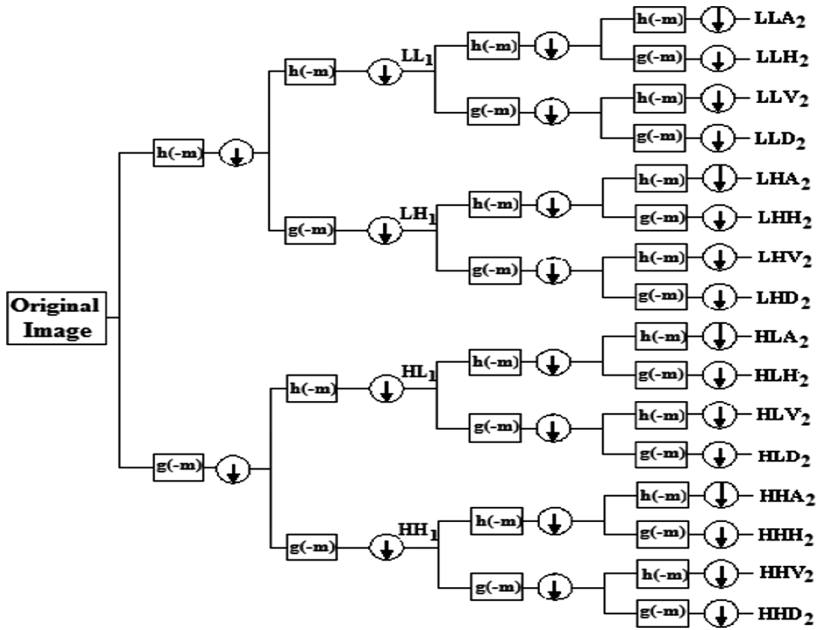 h(-m) LLA2
LL1 h(-m)
h(-m) g(-m) LLH2
g(-m) h(-m) LLV2
g(-m) LLD2
h(-m)
h(-m) LHA2
LH1 h(-m)
g(-m) g(-m) LHH2
g(-m) h(-m) LHV2
g(-m) LHD2
Original
Image
h(-m) HLA2
HL1 h(-m)
h(-m) g(-m) HLH2
g(-m) h(-m) HLV2
g(-m) HLD2
g(-m)
h(-m) HHA2
HH1 h(-m)
g(-m) g(-m) HHH2
g(-m) h(-m) HHV2
g(-m) HHD2